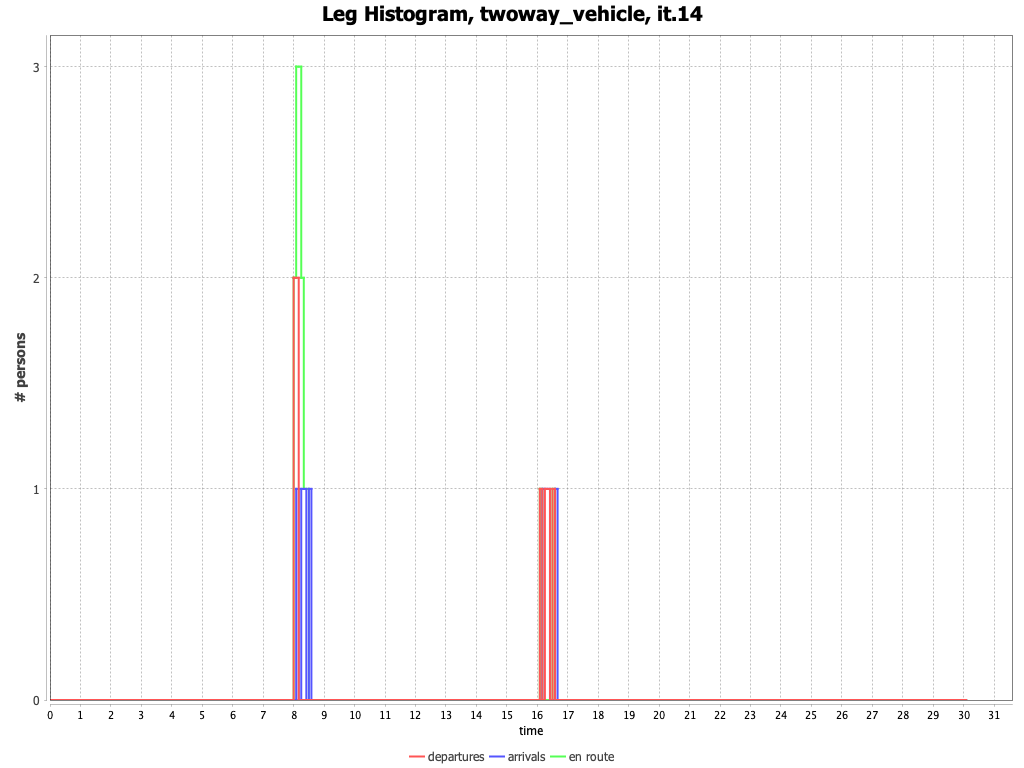 Leg Histogram, twoway_vehicle, it.14
# persons
3
2
1
0
0 1 2 3 4 5 6 7 8 9 10 11 12 13 14 15 16 17 18 19 20 21 22 23 24 25 26 27 28 29 30 31
time
departures arrivals en route